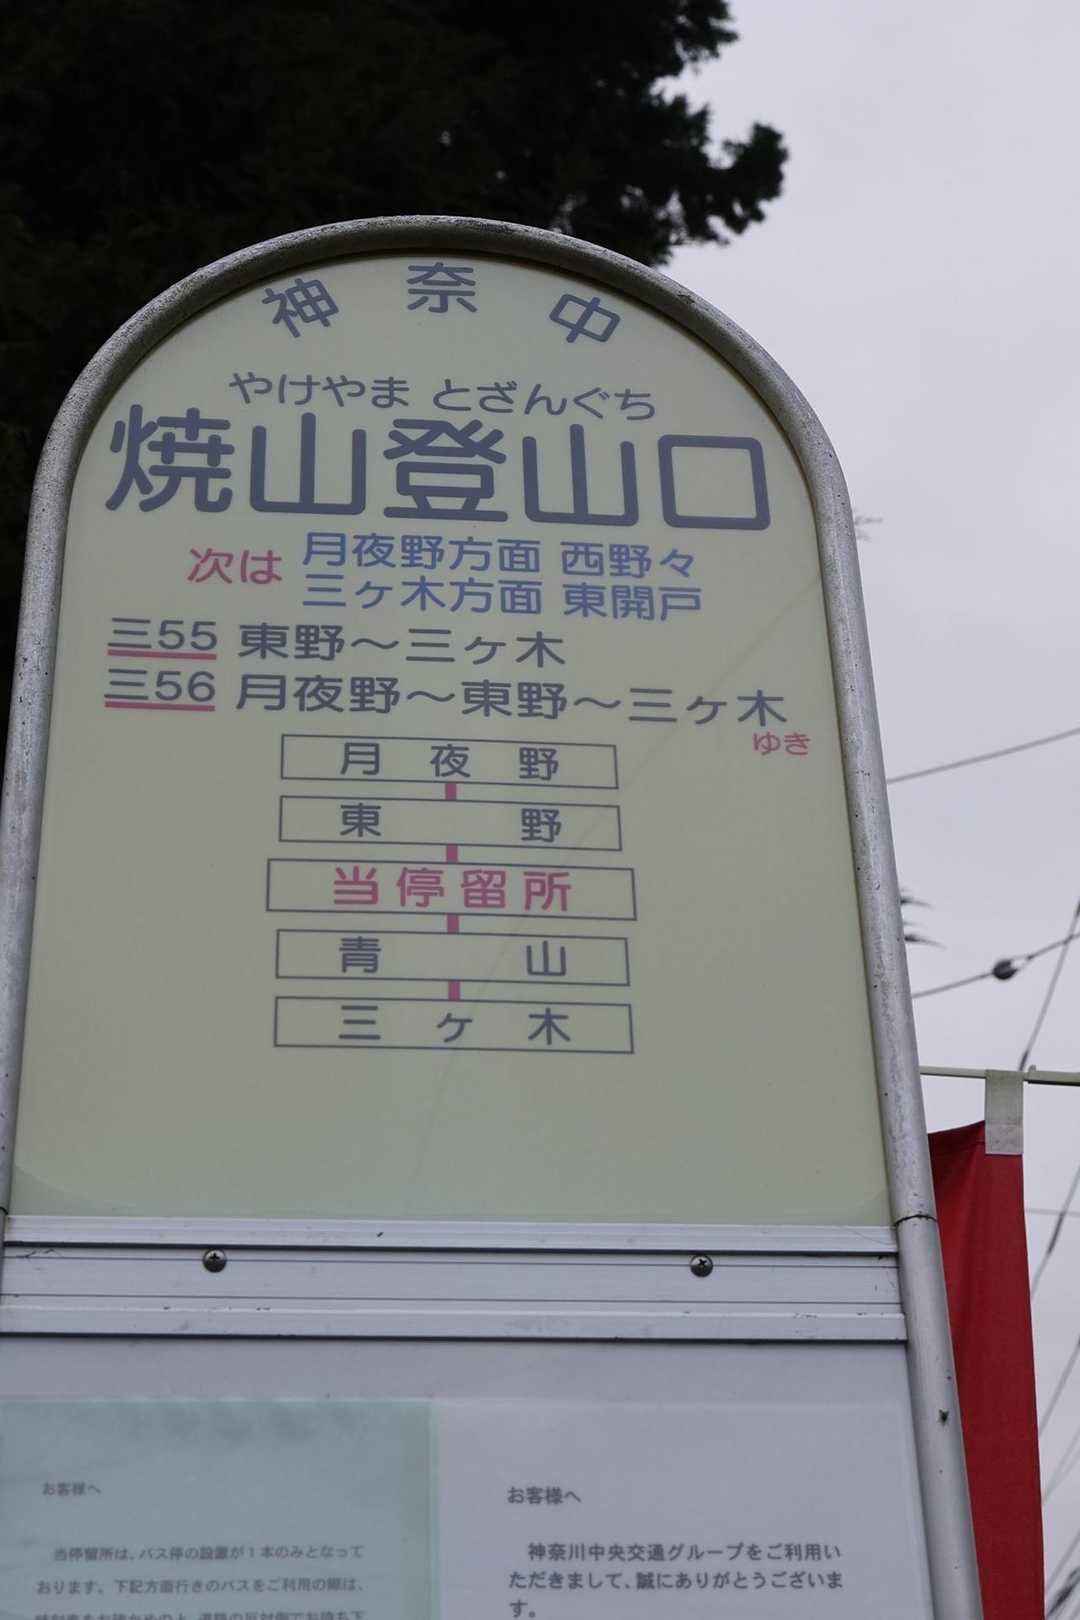 神奈中
やけやま とざんぐち
焼山登山口
次は 月夜野方面 西野々
三ヶ木方面 東開戸
三55 東野～三ヶ木
三56 月夜野～東野～三ヶ木
ゆき
月夜野
東野
当停留所
青山
三ヶ木
お客様へ
当停留所は、バス停の設置が1本のみとなって
おります。下記方面行きのバスをご利用の際は、
お客様へ
神奈川中央交通グループをご利用い
ただきまして、誠にありがとうございま
す。